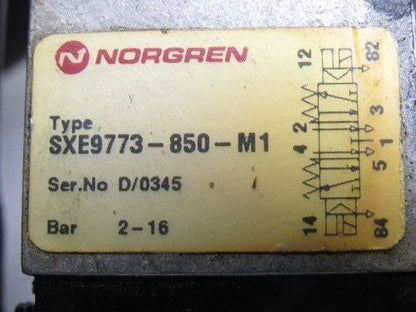 NORGREN
Type
SXE9773-850-M1
Ser.No D/0345
Bar 2-16
12 82
4 2 5 1 3
14 84